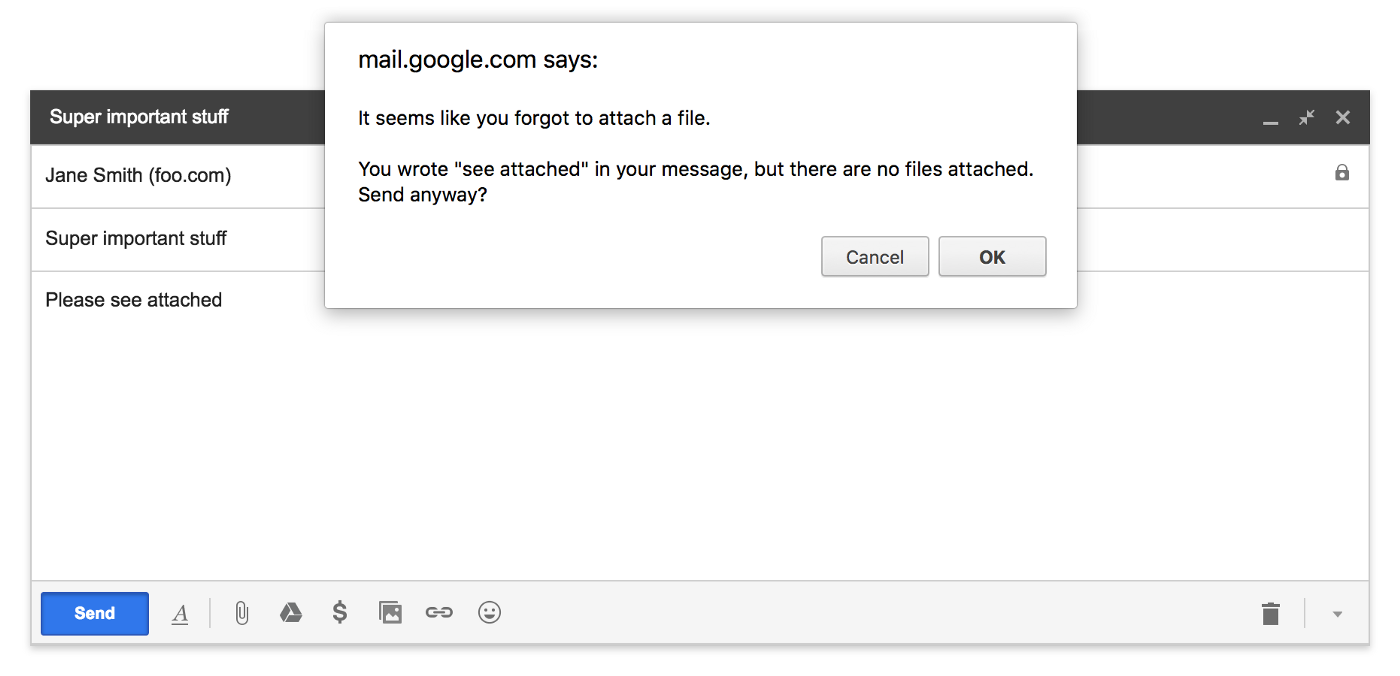 mail.google.com says:
It seems like you forgot to attach a file.
You wrote "see attached" in your message, but there are no files attached.
Send anyway?
Cancel OK
Super important stuff
Jane Smith (foo.com)
Super important stuff
Please see attached
Send A $